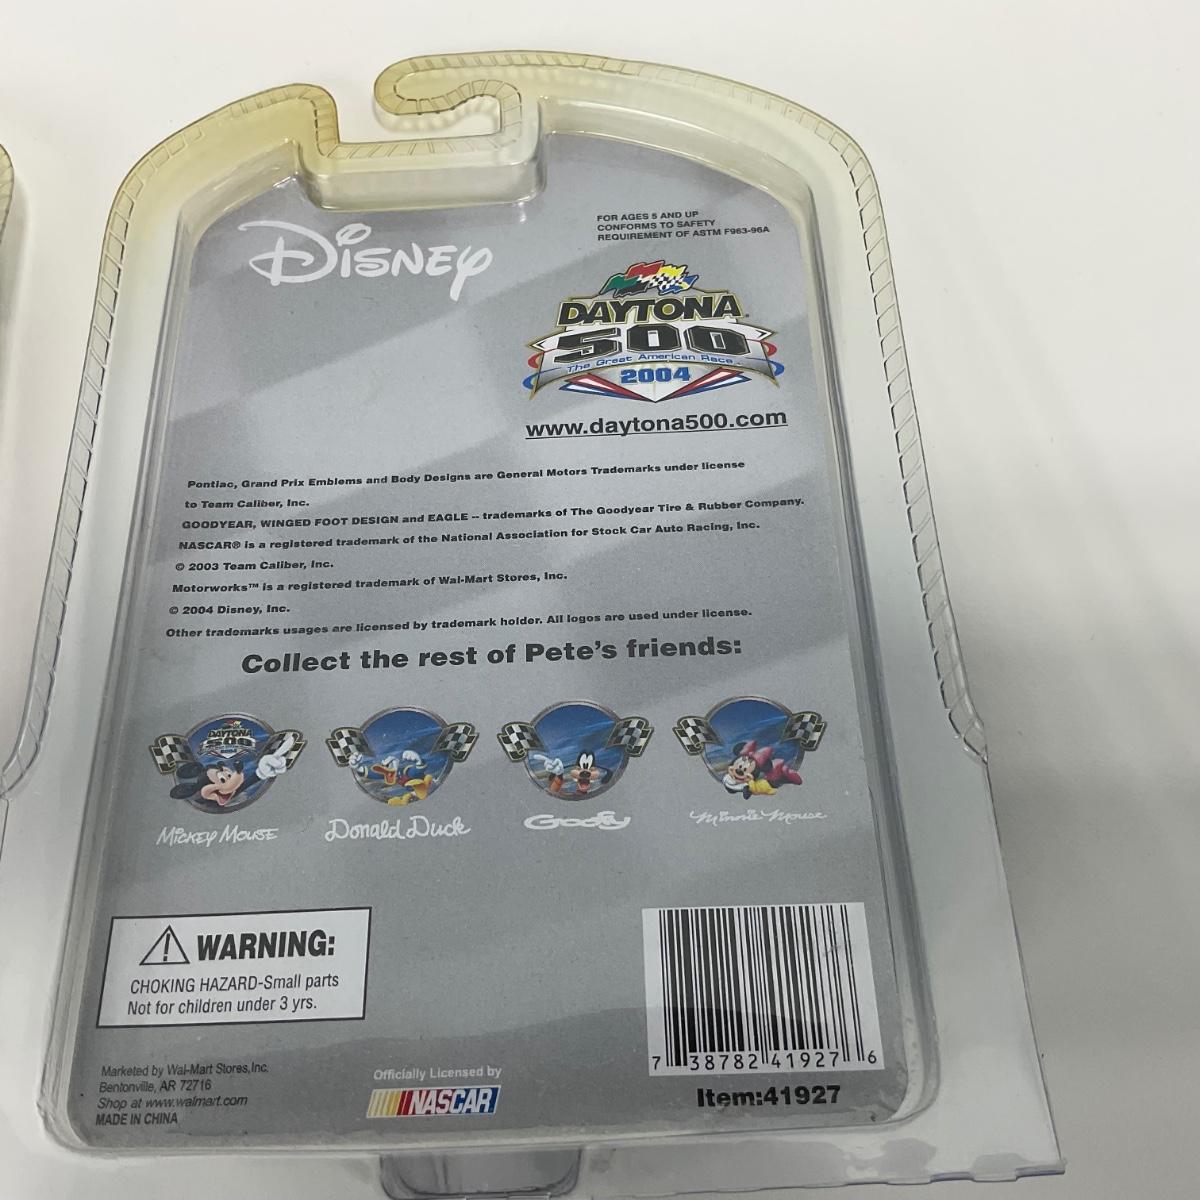 Disney
FOR AGES 5 AND UP
CONFORMS TO SAFETY
REQUIREMENT OF ASTM F963-96A
DAYTONA
500
The Great American Race
2004
www.daytona500.com
Pontiac, Grand Prix Emblems and Body Designs are General Motors Trademarks under license
to Team Caliber, Inc.
GOODYEAR, WINGED FOOT DESIGN and EAGLE -- trademarks of The Goodyear Tire & Rubber Company.
NASCAR® is a registered trademark of the National Association for Stock Car Auto Racing, Inc.
© 2003 Team Caliber, Inc.
Motorworks™ is a registered trademark of Wal-Mart Stores, Inc.
© 2004 Disney, Inc.
Other trademarks usages are licensed by trademark holder. All logos are used under license.
Collect the rest of Pete's friends:
DAYTONA
500
2004
Mickey Mouse
Donald Duck
Goofy
Minnie Mouse
WARNING:
CHOKING HAZARD-Small parts
Not for children under 3 yrs.
Marketed by Wal-Mart Stores,Inc.
Bentonville, AR 72716
Shop at www.walmart.com
MADE IN CHINA
Officially Licensed by
NASCAR
7 38782 41927 6
Item:41927